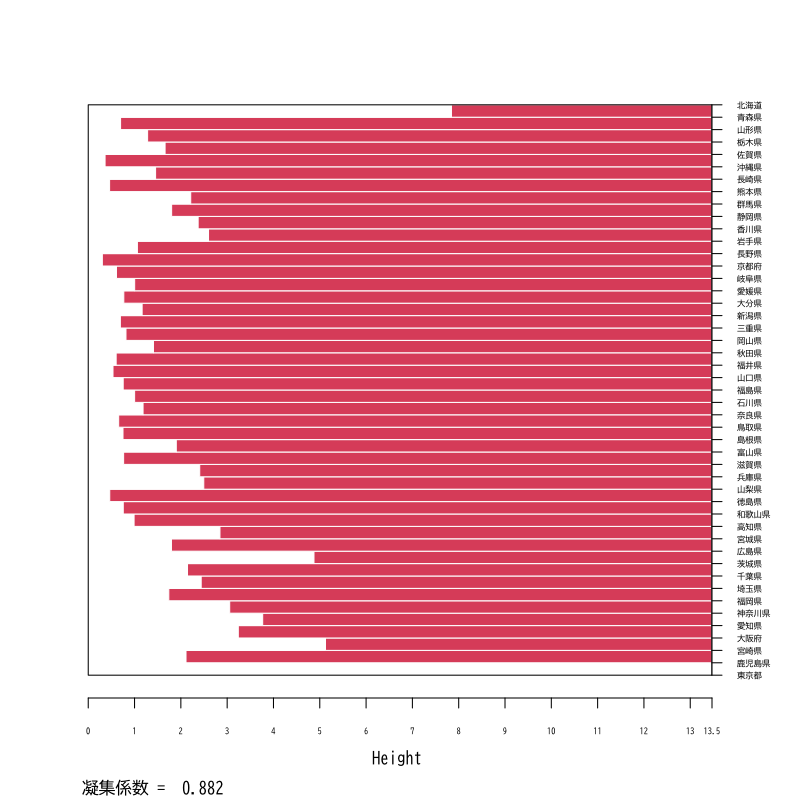 北海道
青森県
山形県
栃木県
佐賀県
沖縄県
長崎県
熊本県
群馬県
静岡県
香川県
岩手県
長野県
京都府
岐阜県
愛媛県
大分県
新潟県
三重県
岡山県
秋田県
福井県
山口県
福島県
石川県
奈良県
鳥取県
島根県
富山県
滋賀県
兵庫県
山梨県
徳島県
和歌山県
高知県
宮城県
広島県
茨城県
千葉県
埼玉県
福岡県
神奈川県
愛知県
大阪府
宮崎県
鹿児島県
東京都
0 1 2 3 4 5 6 7 8 9 10 11 12 13 13.5
Height
凝集係数 = 0.882